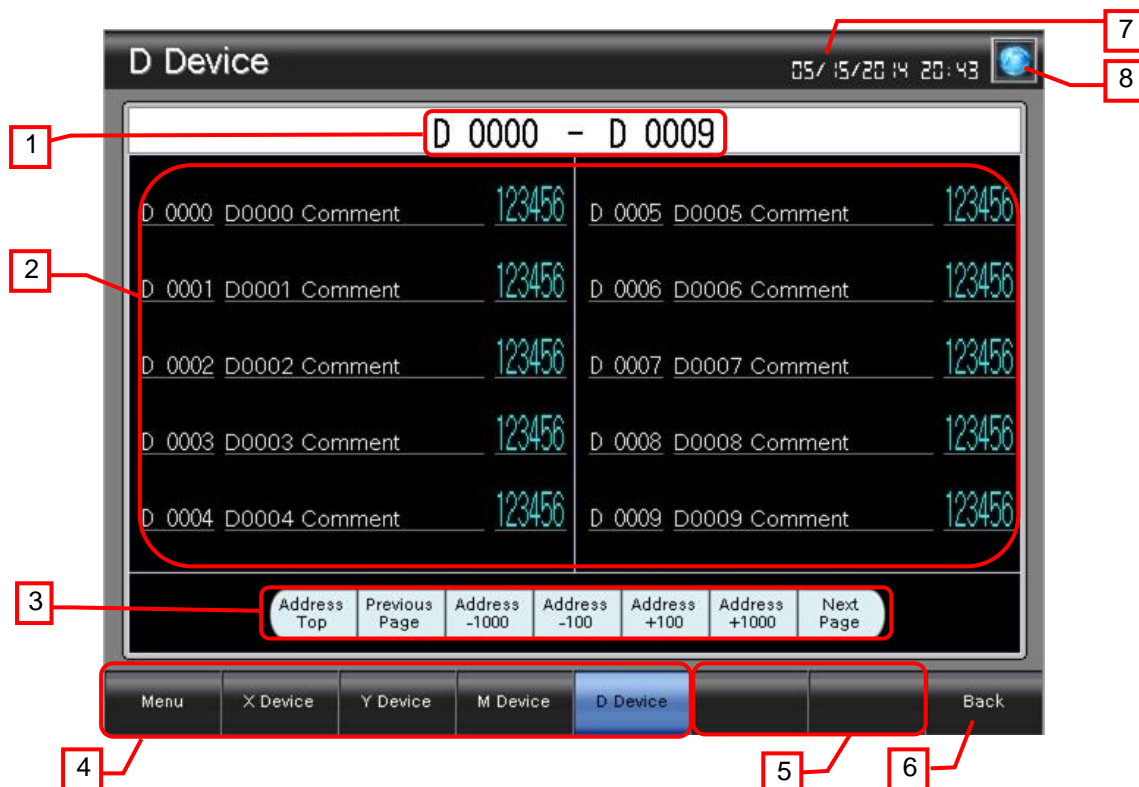 7
D Device
05/15/2014 20:43
8
1
D 0000 - D 0009
D 0000 D0000 Comment 123456 D 0005 D0005 Comment 123456
2
D 0001 D0001 Comment 123456 D 0006 D0006 Comment 123456
D 0002 D0002 Comment 123456 D 0007 D0007 Comment 123456
D 0003 D0003 Comment 123456 D 0008 D0008 Comment 123456
D 0004 D0004 Comment 123456 D 0009 D0009 Comment 123456
3
Address Previous Address Address Address Address Next
Top Page -1000 -100 +100 +1000 Page
Menu X Device Y Device M Device D Device Back
4 5 6